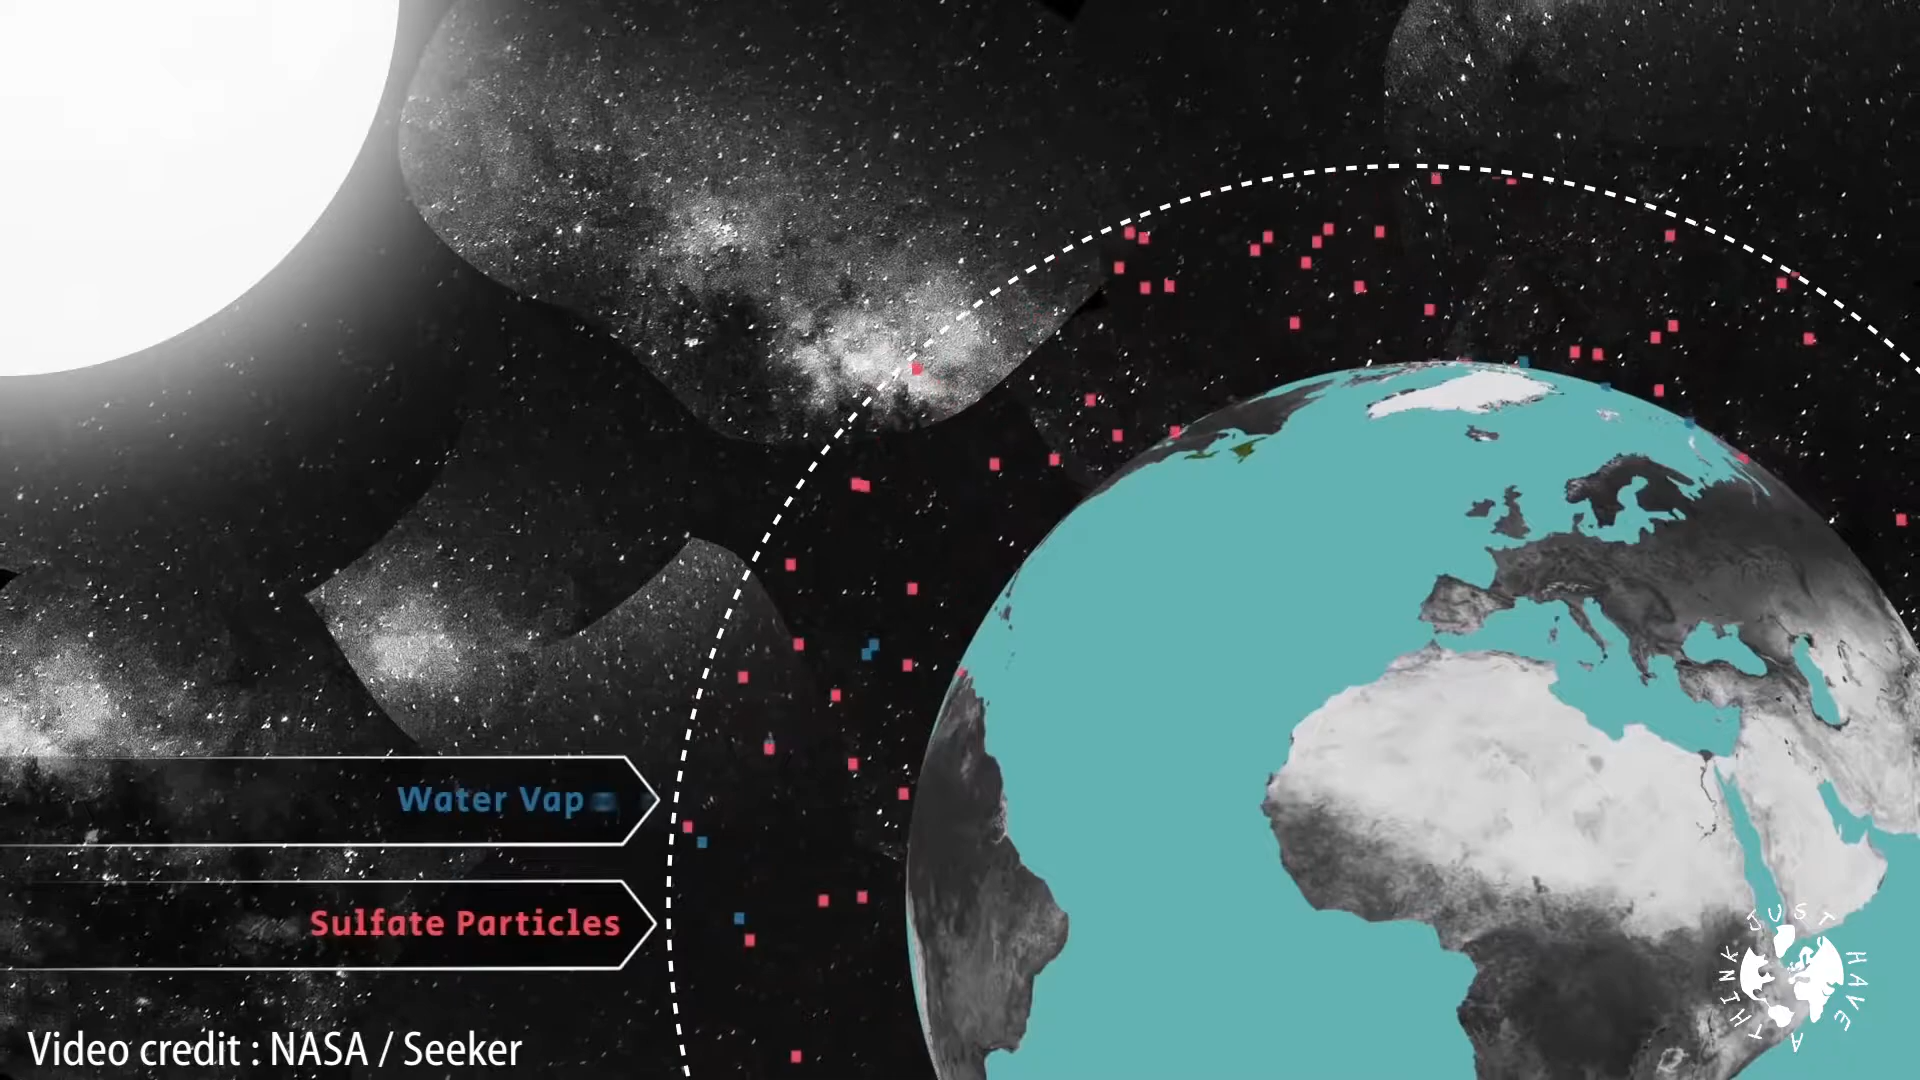 Water Vap
Sulfate Particles
Video credit : NASA / Seeker
JUST HAVE A THINK